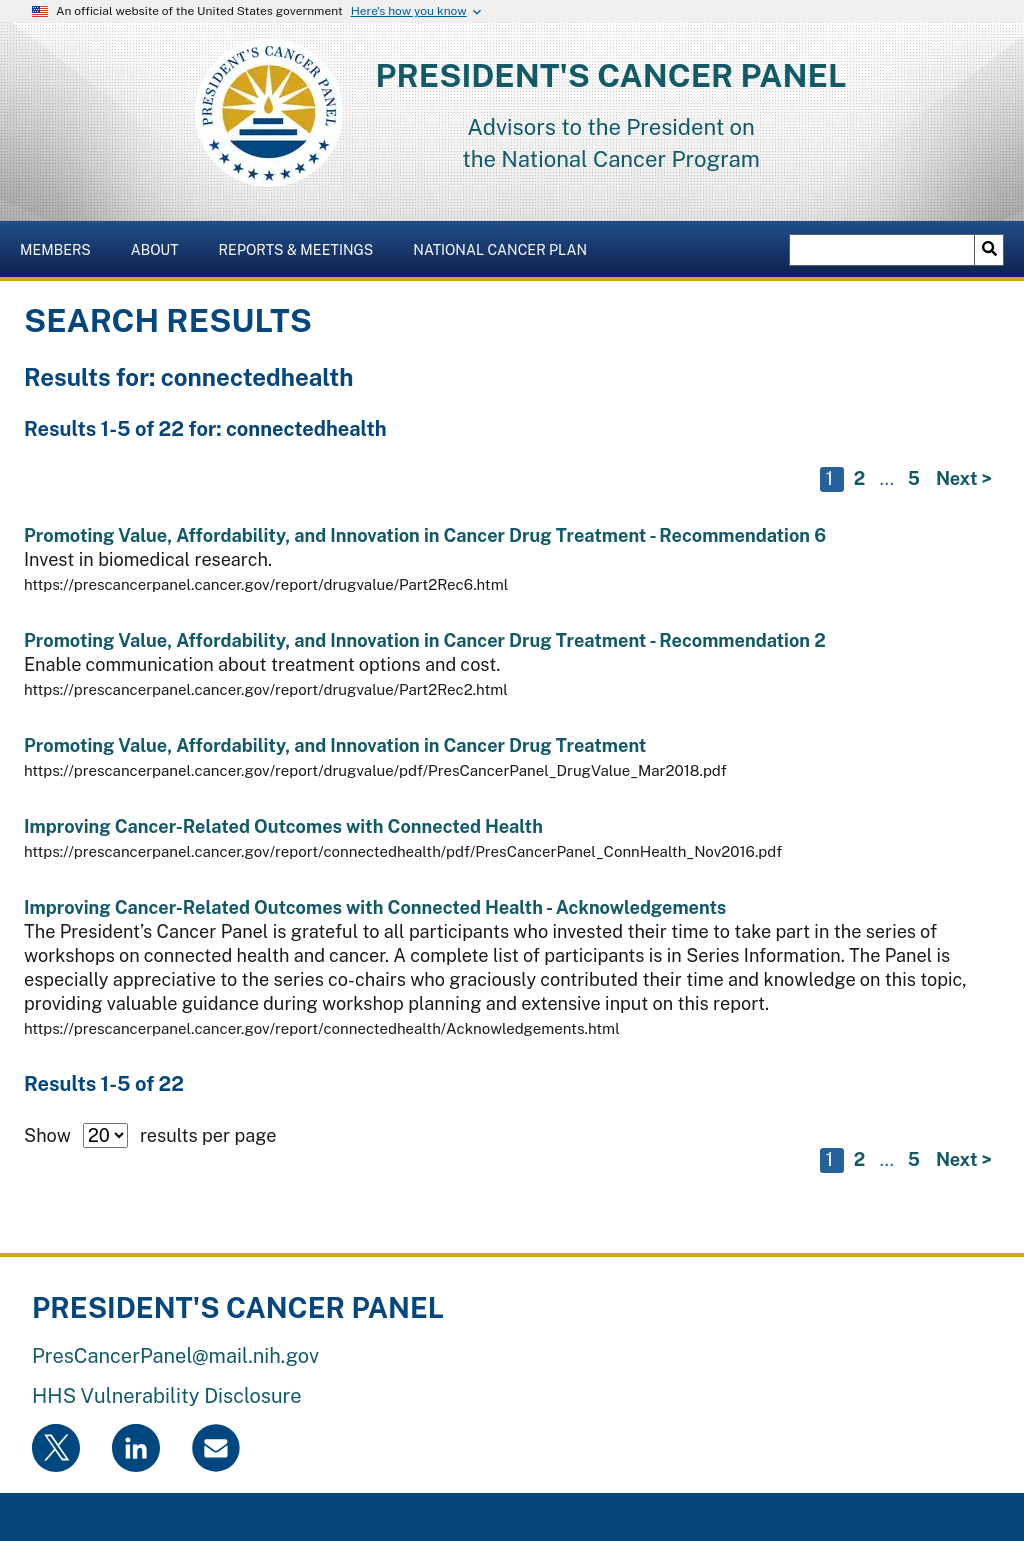 An official website of the United States government Here's how you know
PRESIDENT'S CANCER PANEL
PRESIDENT'S CANCER PANEL
Advisors to the President on
the National Cancer Program
MEMBERS ABOUT REPORTS & MEETINGS NATIONAL CANCER PLAN
SEARCH RESULTS
Results for: connectedhealth
Results 1-5 of 22 for: connectedhealth
1 2 ... 5 Next >
Promoting Value, Affordability, and Innovation in Cancer Drug Treatment - Recommendation 6
Invest in biomedical research.
https://prescancerpanel.cancer.gov/report/drugvalue/Part2Rec6.html
Promoting Value, Affordability, and Innovation in Cancer Drug Treatment - Recommendation 2
Enable communication about treatment options and cost.
https://prescancerpanel.cancer.gov/report/drugvalue/Part2Rec2.html
Promoting Value, Affordability, and Innovation in Cancer Drug Treatment
https://prescancerpanel.cancer.gov/report/drugvalue/pdf/PresCancerPanel_DrugValue_Mar2018.pdf
Improving Cancer-Related Outcomes with Connected Health
https://prescancerpanel.cancer.gov/report/connectedhealth/pdf/PresCancerPanel_ConnHealth_Nov2016.pdf
Improving Cancer-Related Outcomes with Connected Health - Acknowledgements
The President’s Cancer Panel is grateful to all participants who invested their time to take part in the series of
workshops on connected health and cancer. A complete list of participants is in Series Information. The Panel is
especially appreciative to the series co-chairs who graciously contributed their time and knowledge on this topic,
providing valuable guidance during workshop planning and extensive input on this report.
https://prescancerpanel.cancer.gov/report/connectedhealth/Acknowledgements.html
Results 1-5 of 22
Show 20 results per page
1 2 ... 5 Next >
PRESIDENT'S CANCER PANEL
PresCancerPanel@mail.nih.gov
HHS Vulnerability Disclosure